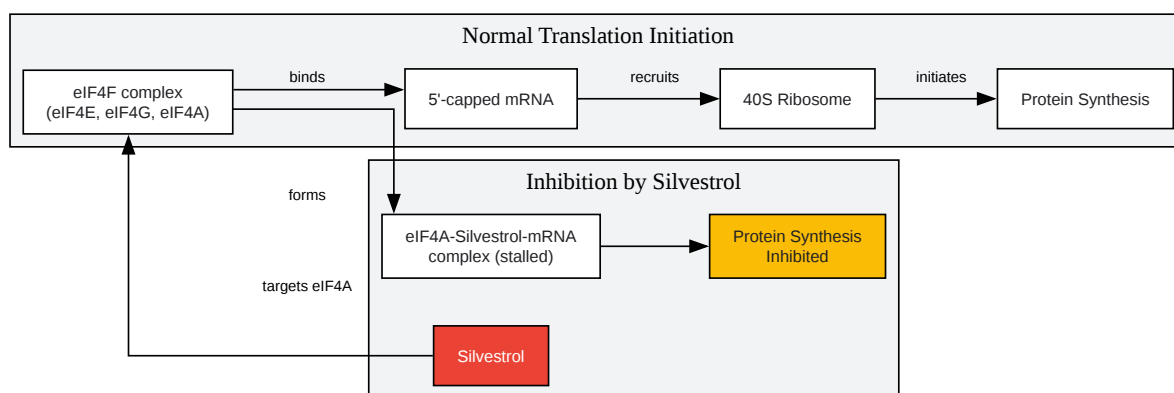 Normal Translation Initiation
eIF4F complex
(eIF4E, eIF4G, eIF4A)
binds
5'-capped mRNA
recruits
40S Ribosome
initiates
Protein Synthesis
Inhibition by Silvestrol
forms
eIF4A-Silvestrol-mRNA
complex (stalled)
Protein Synthesis
Inhibited
targets eIF4A
Silvestrol